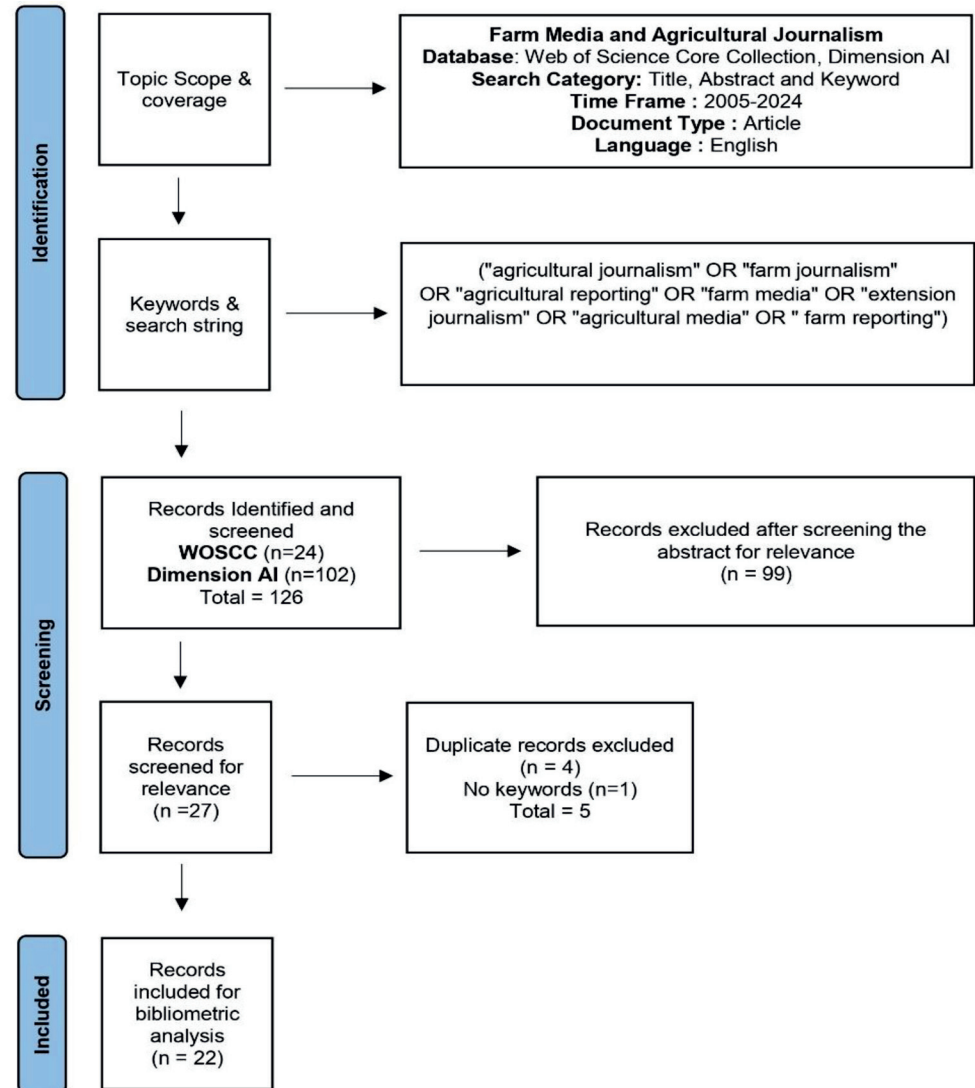 Identification
Topic Scope &
coverage
Farm Media and Agricultural Journalism
Database: Web of Science Core Collection, Dimension AI
Search Category: Title, Abstract and Keyword
Time Frame : 2005-2024
Document Type : Article
Language : English
Keywords &
search string
("agricultural journalism" OR "farm journalism"
OR "agricultural reporting" OR "farm media" OR "extension
journalism" OR "agricultural media" OR " farm reporting")
Screening
Records Identified and
screened
WOSCC (n=24)
Dimension AI (n=102)
Total = 126
Records excluded after screening the
abstract for relevance
(n = 99)
Records
screened for
relevance
(n =27)
Duplicate records excluded
(n = 4)
No keywords (n=1)
Total = 5
Included
Records
included for
bibliometric
analysis
(n = 22)